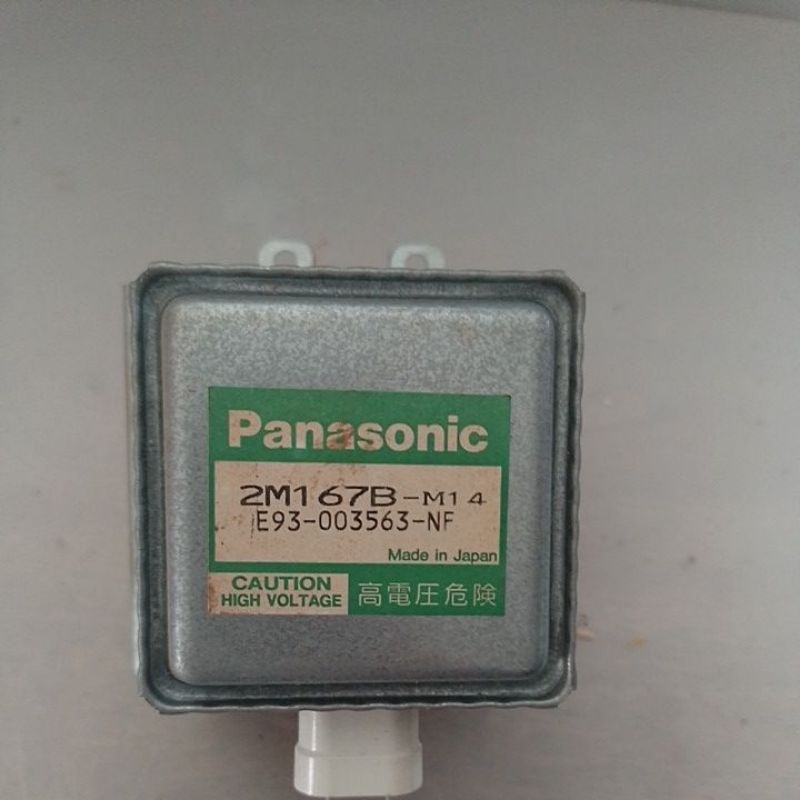 Panasonic
2M167B-M14
E93-003563-NF
Made in Japan
CAUTION
HIGH VOLTAGE
高電圧危険